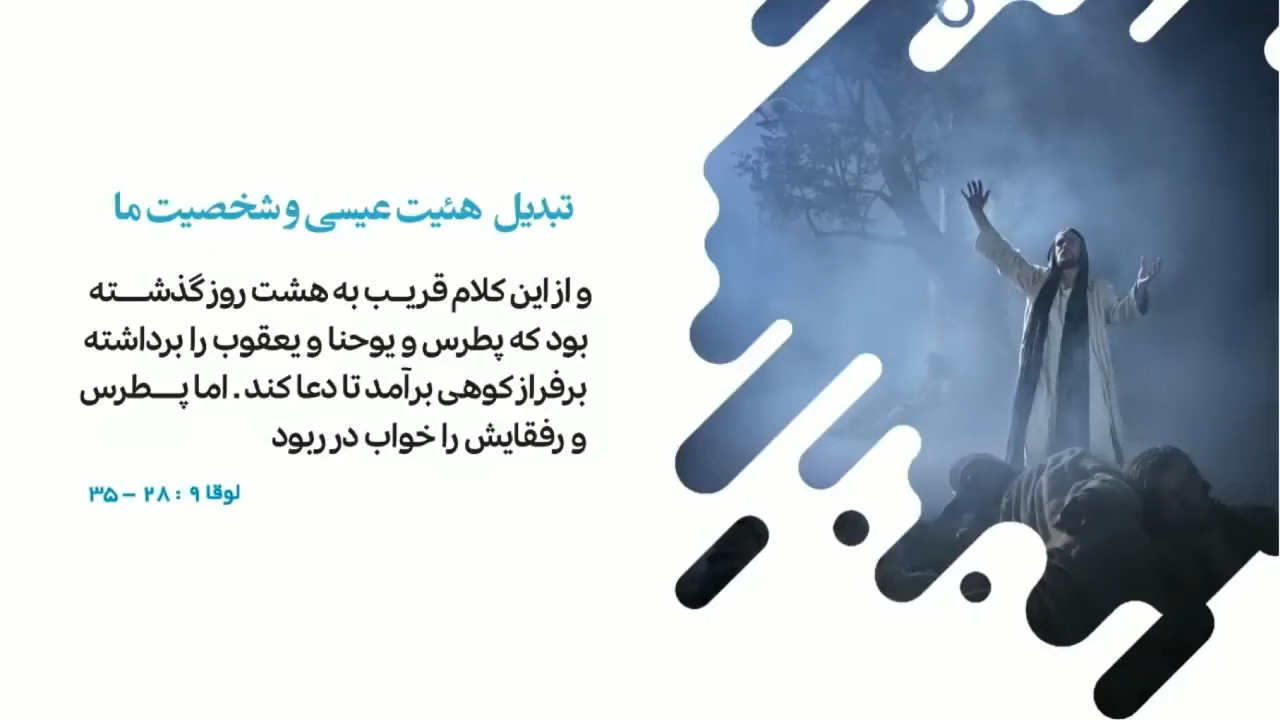 تبدیل هئیت عیسی و شخصیت ما
و از این کلام قریب به هشت روز گذشته
بود که پطرس و یوحنا و یعقوب را برداشته
برفراز کوهی برآمد تا دعا کند. اما پطرس
و رفقایش را خواب در ربود
لوقا ۹ : ۲۸ – ۳۵